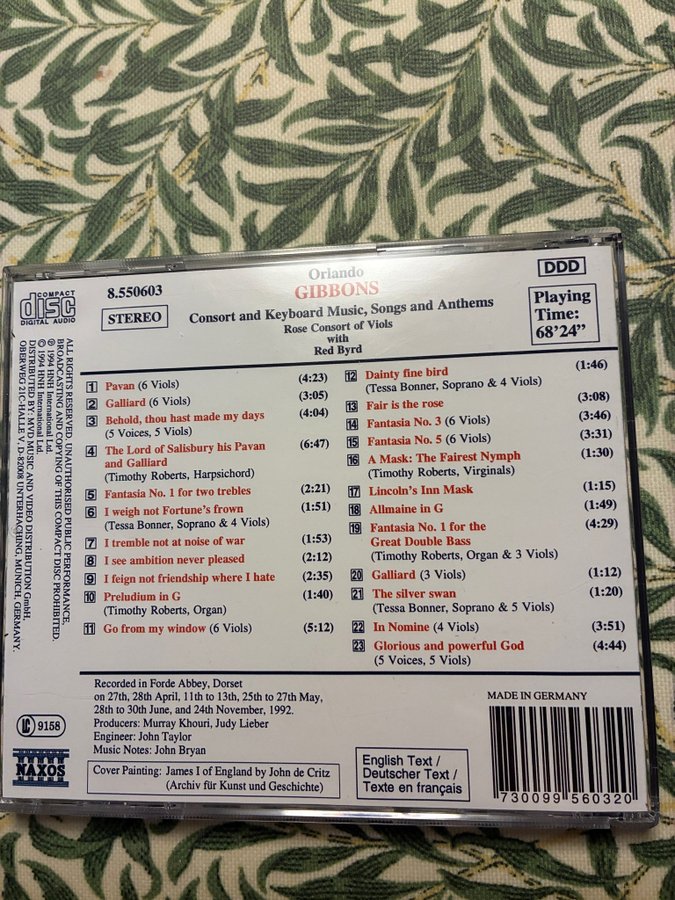 COMPACT
disc
DIGITAL AUDIO
8.550603
STEREO
Orlando
GIBBONS
Consort and Keyboard Music, Songs and Anthems
Rose Consort of Viols
with
Red Byrd
DDD
Playing
Time:
68'24"
1 Pavan (6 Viols) (4:23)
2 Galliard (6 Viols) (3:05)
3 Behold, thou hast made my days (4:04)
(5 Voices, 5 Viols)
4 The Lord of Salisbury his Pavan (6:47)
and Galliard
(Timothy Roberts, Harpsichord)
5 Fantasia No. 1 for two trebles (2:21)
6 I weigh not Fortune's frown (1:51)
(Tessa Bonner, Soprano & 4 Viols)
7 I tremble not at noise of war (1:53)
8 I see ambition never pleased (2:12)
9 I feign not friendship where I hate (2:35)
10 Preludium in G (1:40)
(Timothy Roberts, Organ)
11 Go from my window (6 Viols) (5:12)
12 Dainty fine bird (1:46)
(Tessa Bonner, Soprano & 4 Viols)
13 Fair is the rose (3:08)
14 Fantasia No. 3 (6 Viols) (3:46)
15 Fantasia No. 5 (6 Viols) (3:31)
16 A Mask: The Fairest Nymph (1:30)
(Timothy Roberts, Virginals)
17 Lincoln's Inn Mask (1:15)
18 Allmaine in G (1:49)
19 Fantasia No. 1 for the (4:29)
Great Double Bass
(Timothy Roberts, Organ & 3 Viols)
20 Galliard (3 Viols) (1:12)
21 The silver swan (1:20)
(Tessa Bonner, Soprano & 5 Viols)
22 In Nomine (4 Viols) (3:51)
23 Glorious and powerful God (4:44)
(5 Voices, 5 Viols)
Recorded in Forde Abbey, Dorset
on 27th, 28th April, 11th to 13th, 25th to 27th May,
28th to 30th June, and 24th November, 1992.
Producers: Murray Khouri, Judy Lieber
Engineer: John Taylor
Music Notes: John Bryan
Cover Painting: James I of England by John de Critz
(Archiv für Kunst und Geschichte)
English Text /
Deutscher Text /
Texte en français
MADE IN GERMANY
730099 560320
LC 9158
NAXOS
ALL RIGHTS RESERVED. UNAUTHORISED PUBLIC PERFORMANCE,
BROADCASTING AND COPYING OF THIS COMPACT DISC PROHIBITED.
℗ 1994 HNH International Ltd.
© 1994 HNH International Ltd.
DISTRIBUTED BY: MVD MUSIC AND VIDEO DISTRIBUTION GmbH,
OBERWEG 21C-HALLE V, D-82008 UNTERHACHING, MUNICH, GERMANY.